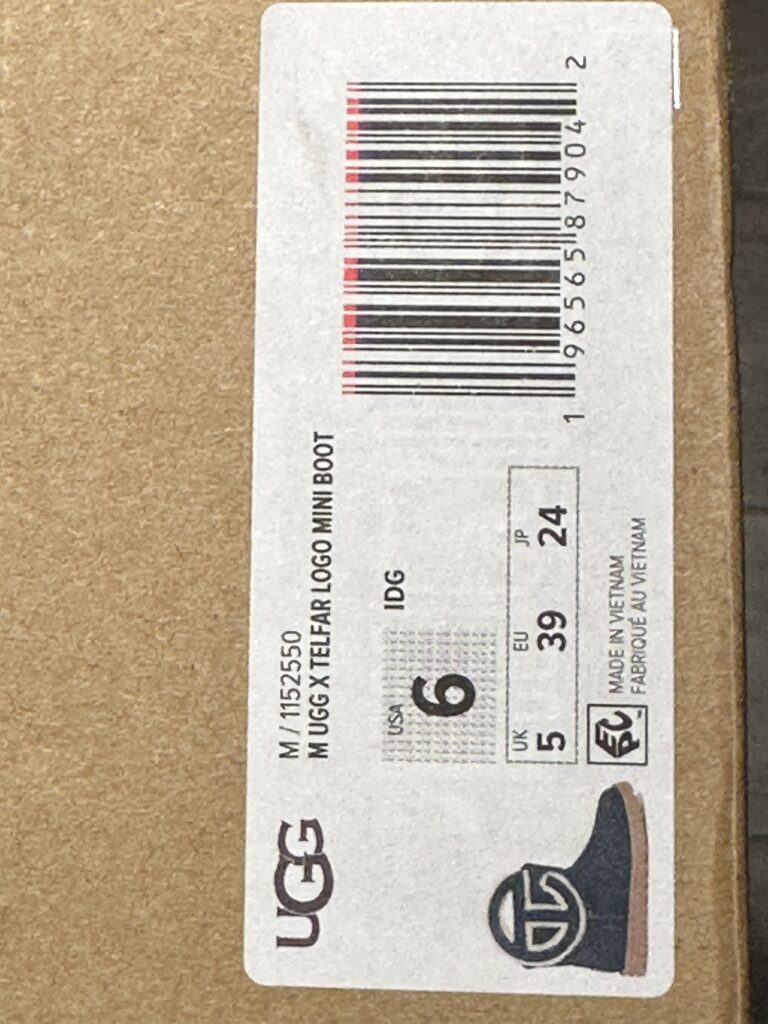 UGG
M / 1152550
M UGG X TELFAR LOGO MINI BOOT
USA
6
IDG
UK EU JP
5 39 24
MADE IN VIETNAM
FABRIQUÉ AU VIETNAM
1 96565 87904 2